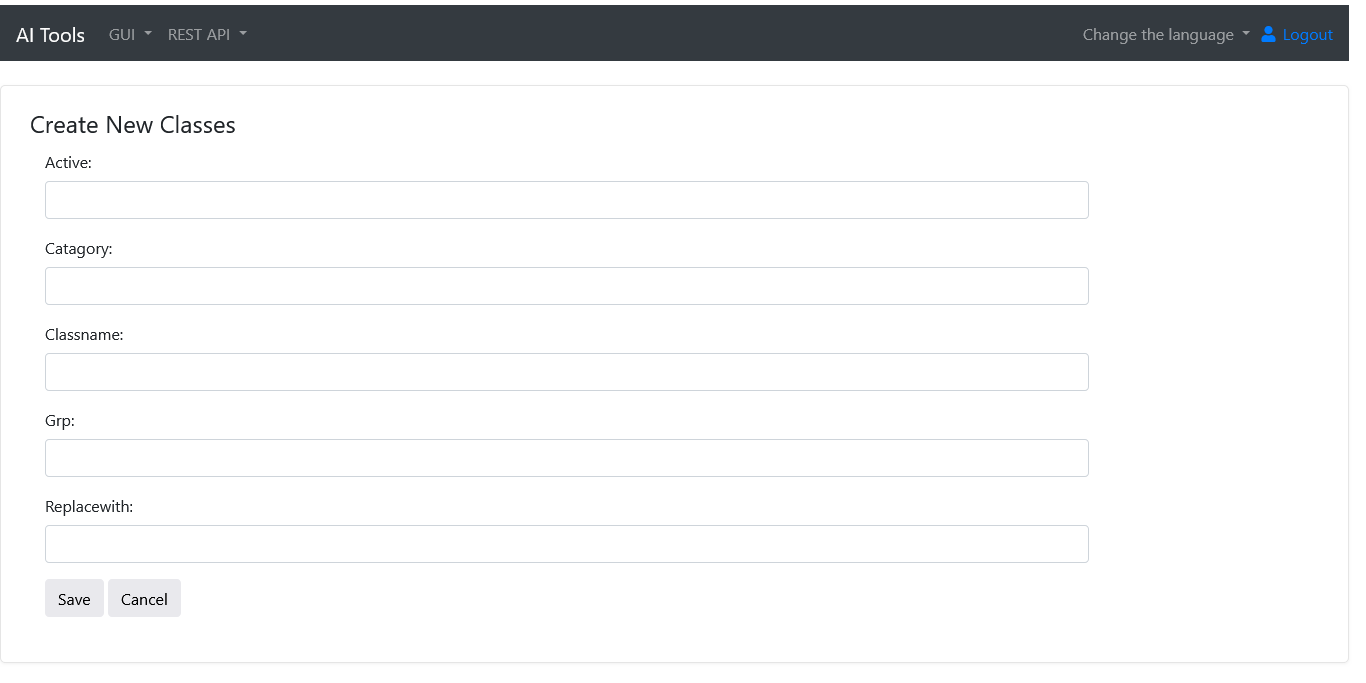 AI Tools GUI REST API Change the language Logout
Create New Classes
Active:
Catagory:
Classname:
Grp:
Replacewith:
Save Cancel